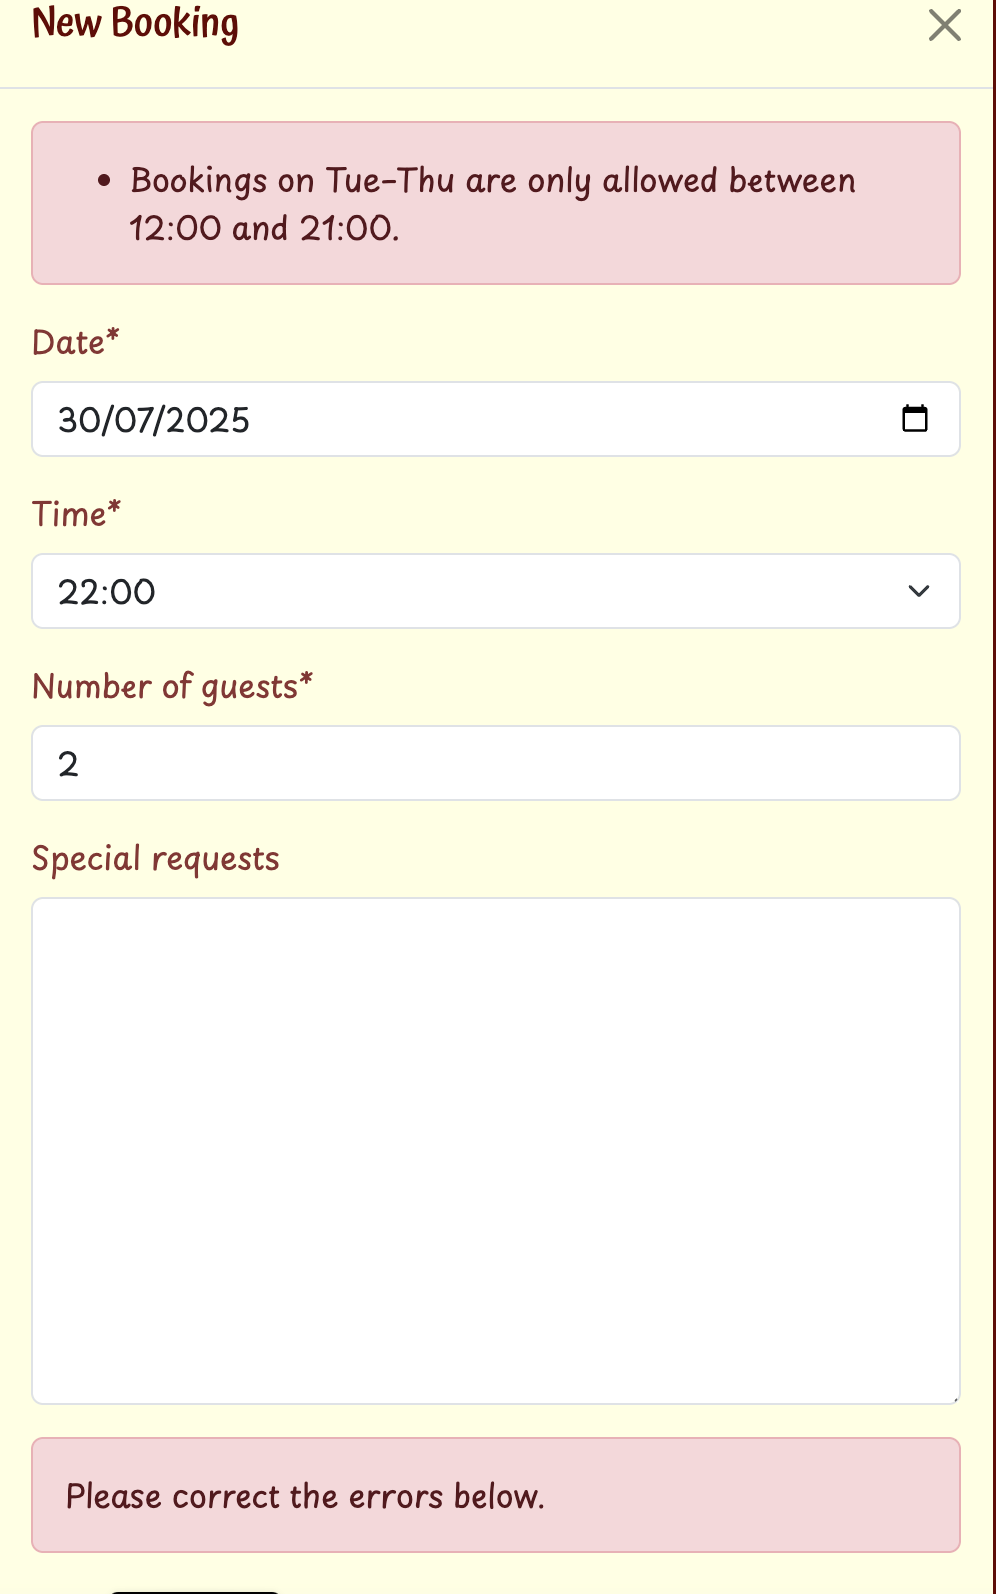 New Booking
Bookings on Tue-Thu are only allowed between
12:00 and 21:00.
Date*
30/07/2025
Time*
22:00
Number of guests*
2
Special requests
Please correct the errors below.